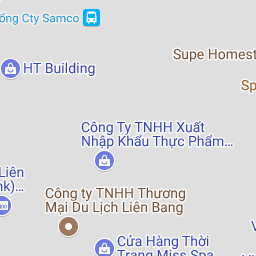 ổng Cty Samco
Supe Homest
HT Building
Sp
Công Ty TNHH Xuất
Nhập Khẩu Thực Phẩm...
Liên
nk)...
Công ty TNHH Thương
Mại Du Lịch Liên Bang
V
Cửa Hàng Thời
Trang Miss Spa